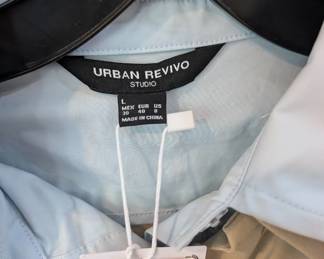 URBAN REVIVO
STUDIO
L
MEX EUR US
30 40 8
MADE IN CHINA